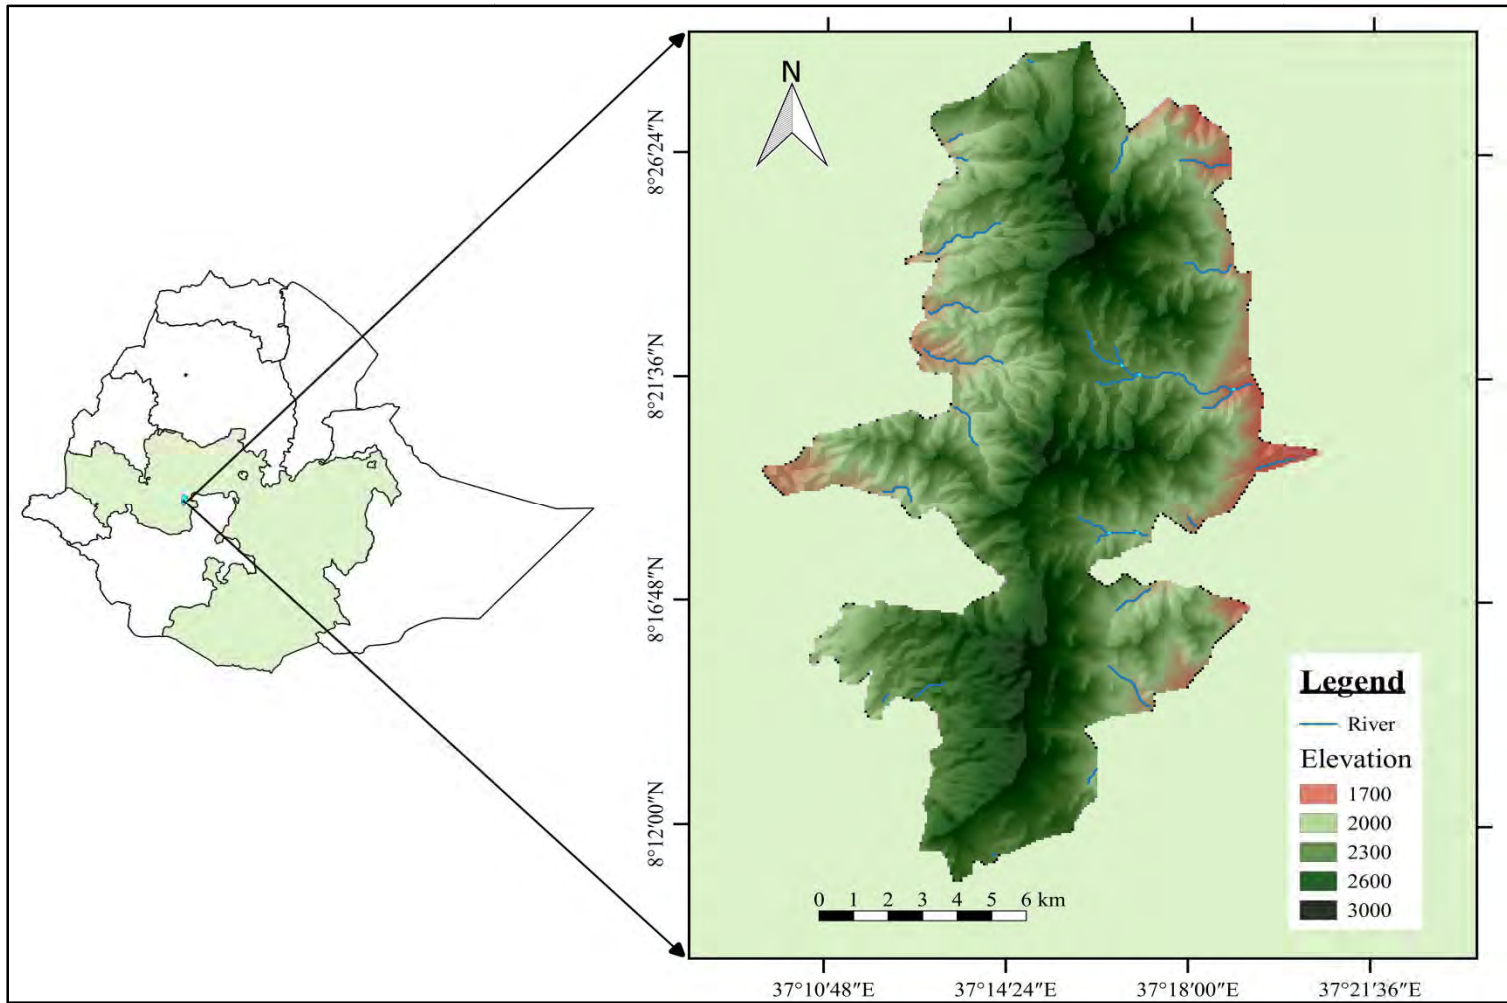 N
8°26′24″N
8°21′36″N
8°16′48″N
8°12′00″N
Legend
River
Elevation
1700
2000
2300
2600
3000
0 1 2 3 4 5 6 km
37°10′48″E 37°14′24″E 37°18′00″E 37°21′36″E